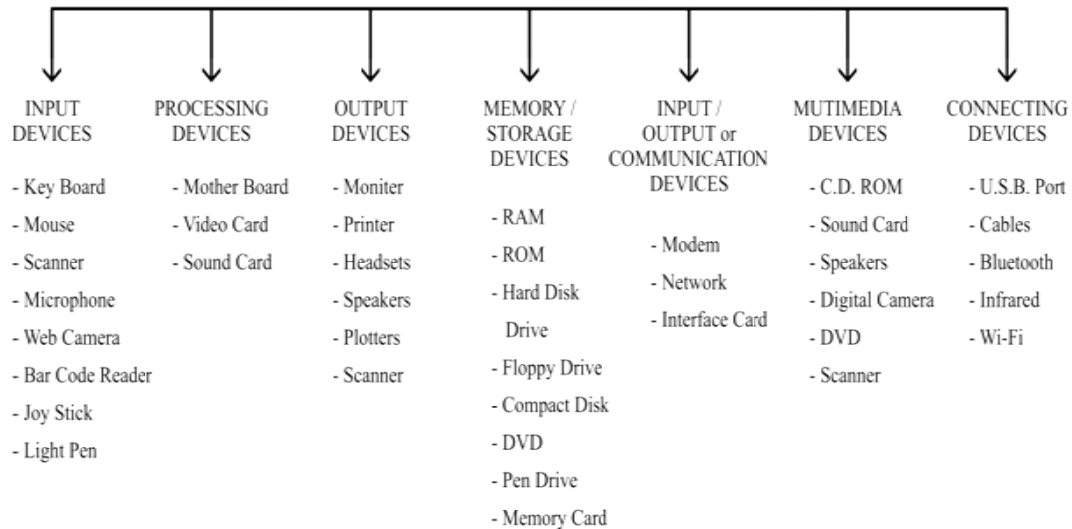 INPUT
DEVICES
- Key Board
- Mouse
- Scanner
- Microphone
- Web Camera
- Bar Code Reader
- Joy Stick
- Light Pen
PROCESSING
DEVICES
- Mother Board
- Video Card
- Sound Card
OUTPUT
DEVICES
- Moniter
- Printer
- Headsets
- Speakers
- Plotters
- Scanner
MEMORY /
STORAGE
DEVICES
- RAM
- ROM
- Hard Disk
Drive
- Floppy Drive
- Compact Disk
- DVD
- Pen Drive
- Memory Card
INPUT /
OUTPUT or
COMMUNICATION
DEVICES
- Modem
- Network
- Interface Card
MUTIMEDIA
DEVICES
- C.D. ROM
- Sound Card
- Speakers
- Digital Camera
- DVD
- Scanner
CONNECTING
DEVICES
- U.S.B. Port
- Cables
- Bluetooth
- Infrared
- Wi-Fi